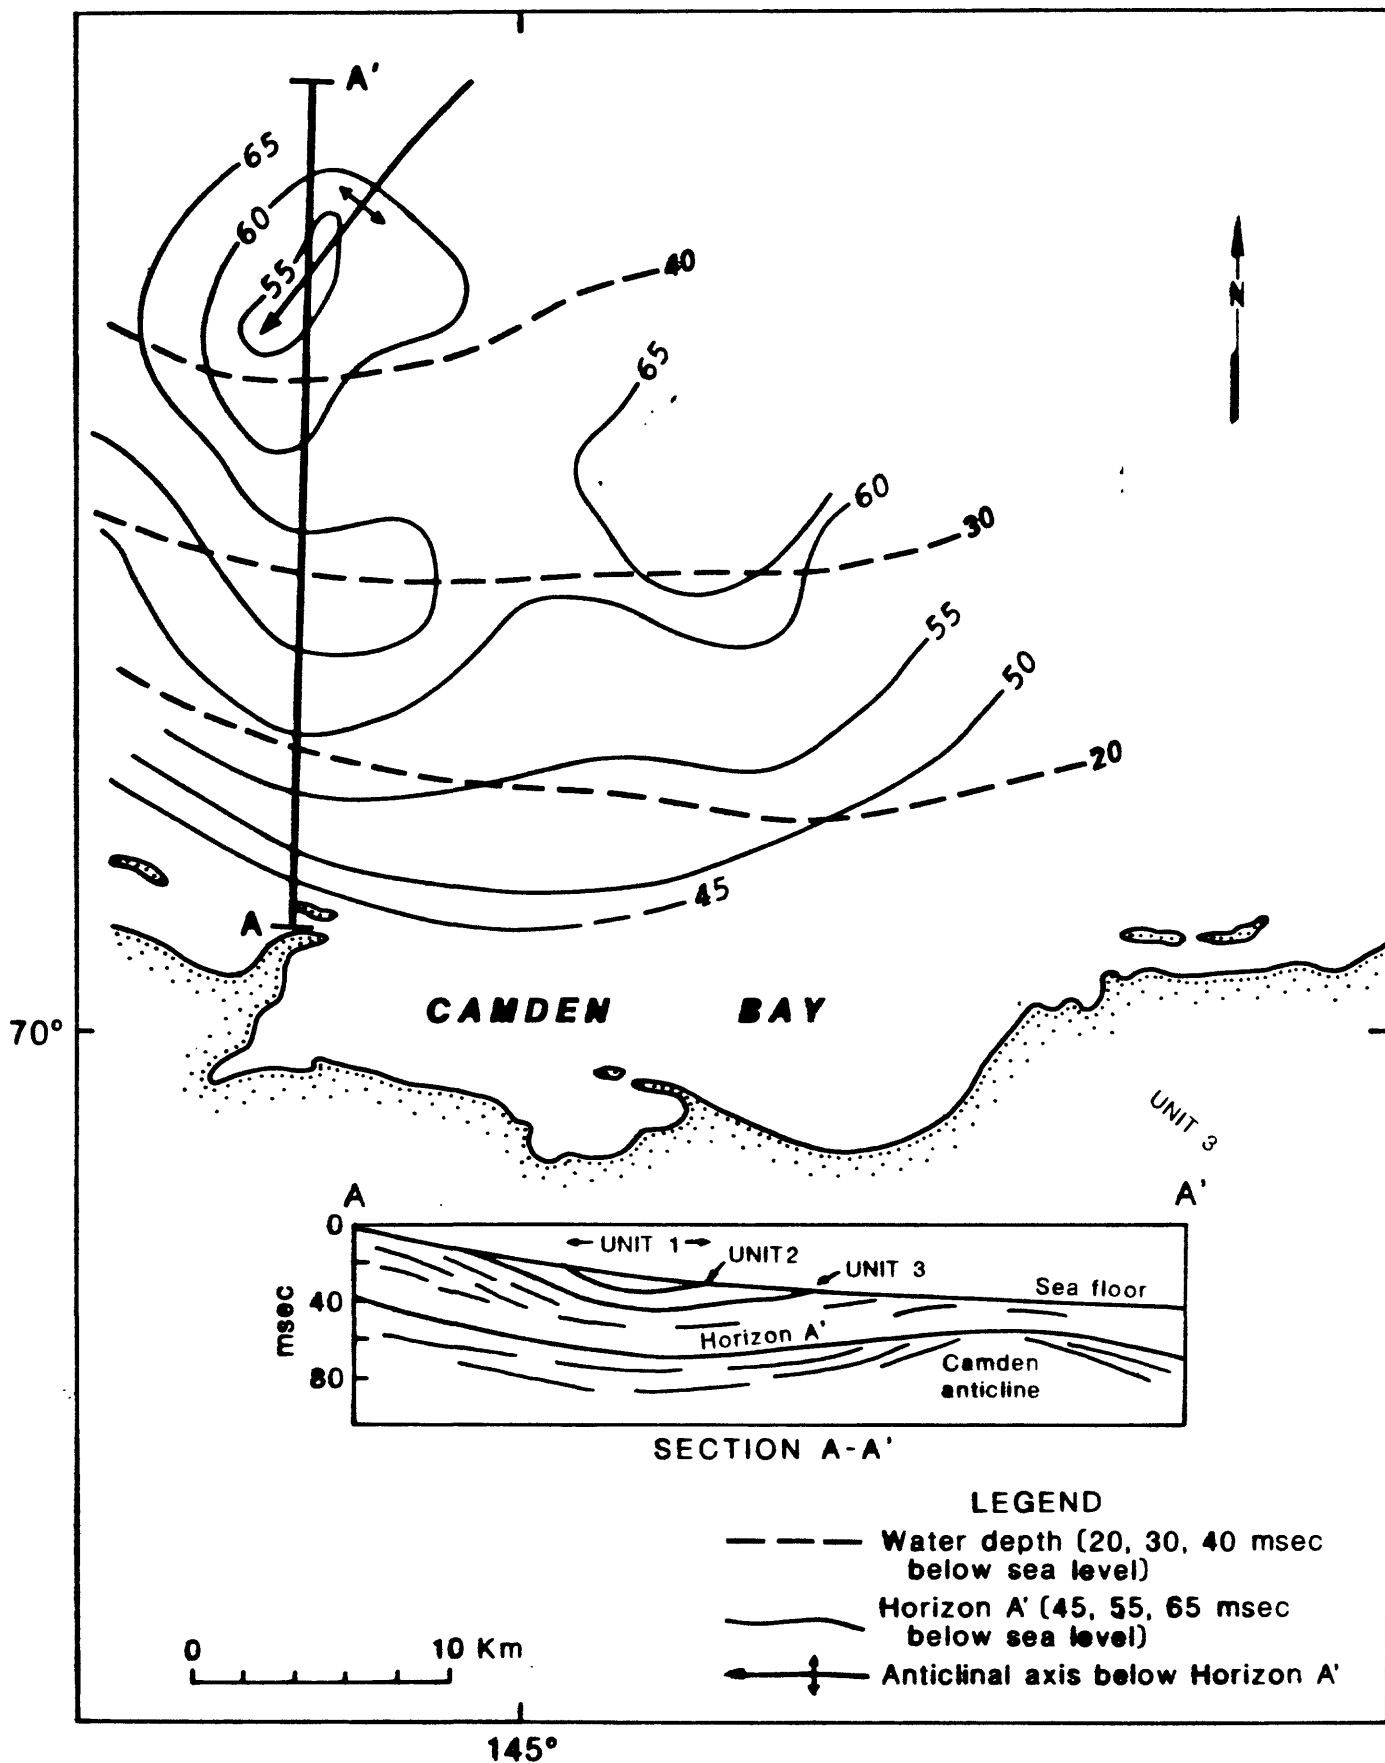 A'
65
60
55
40
65
60
30
55
50
20
45
A
N
CAMDEN BAY
70°
UNIT 3
A
A'
0
40
80
msec
UNIT 1
UNIT2
UNIT 3
Sea floor
Horizon A'
Camden
anticline
SECTION A-A'
LEGEND
Water depth (20, 30, 40 msec
below sea level)
Horizon A' (45, 55, 65 msec
below sea level)
Anticlinal axis below Horizon A'
0 10 Km
145°